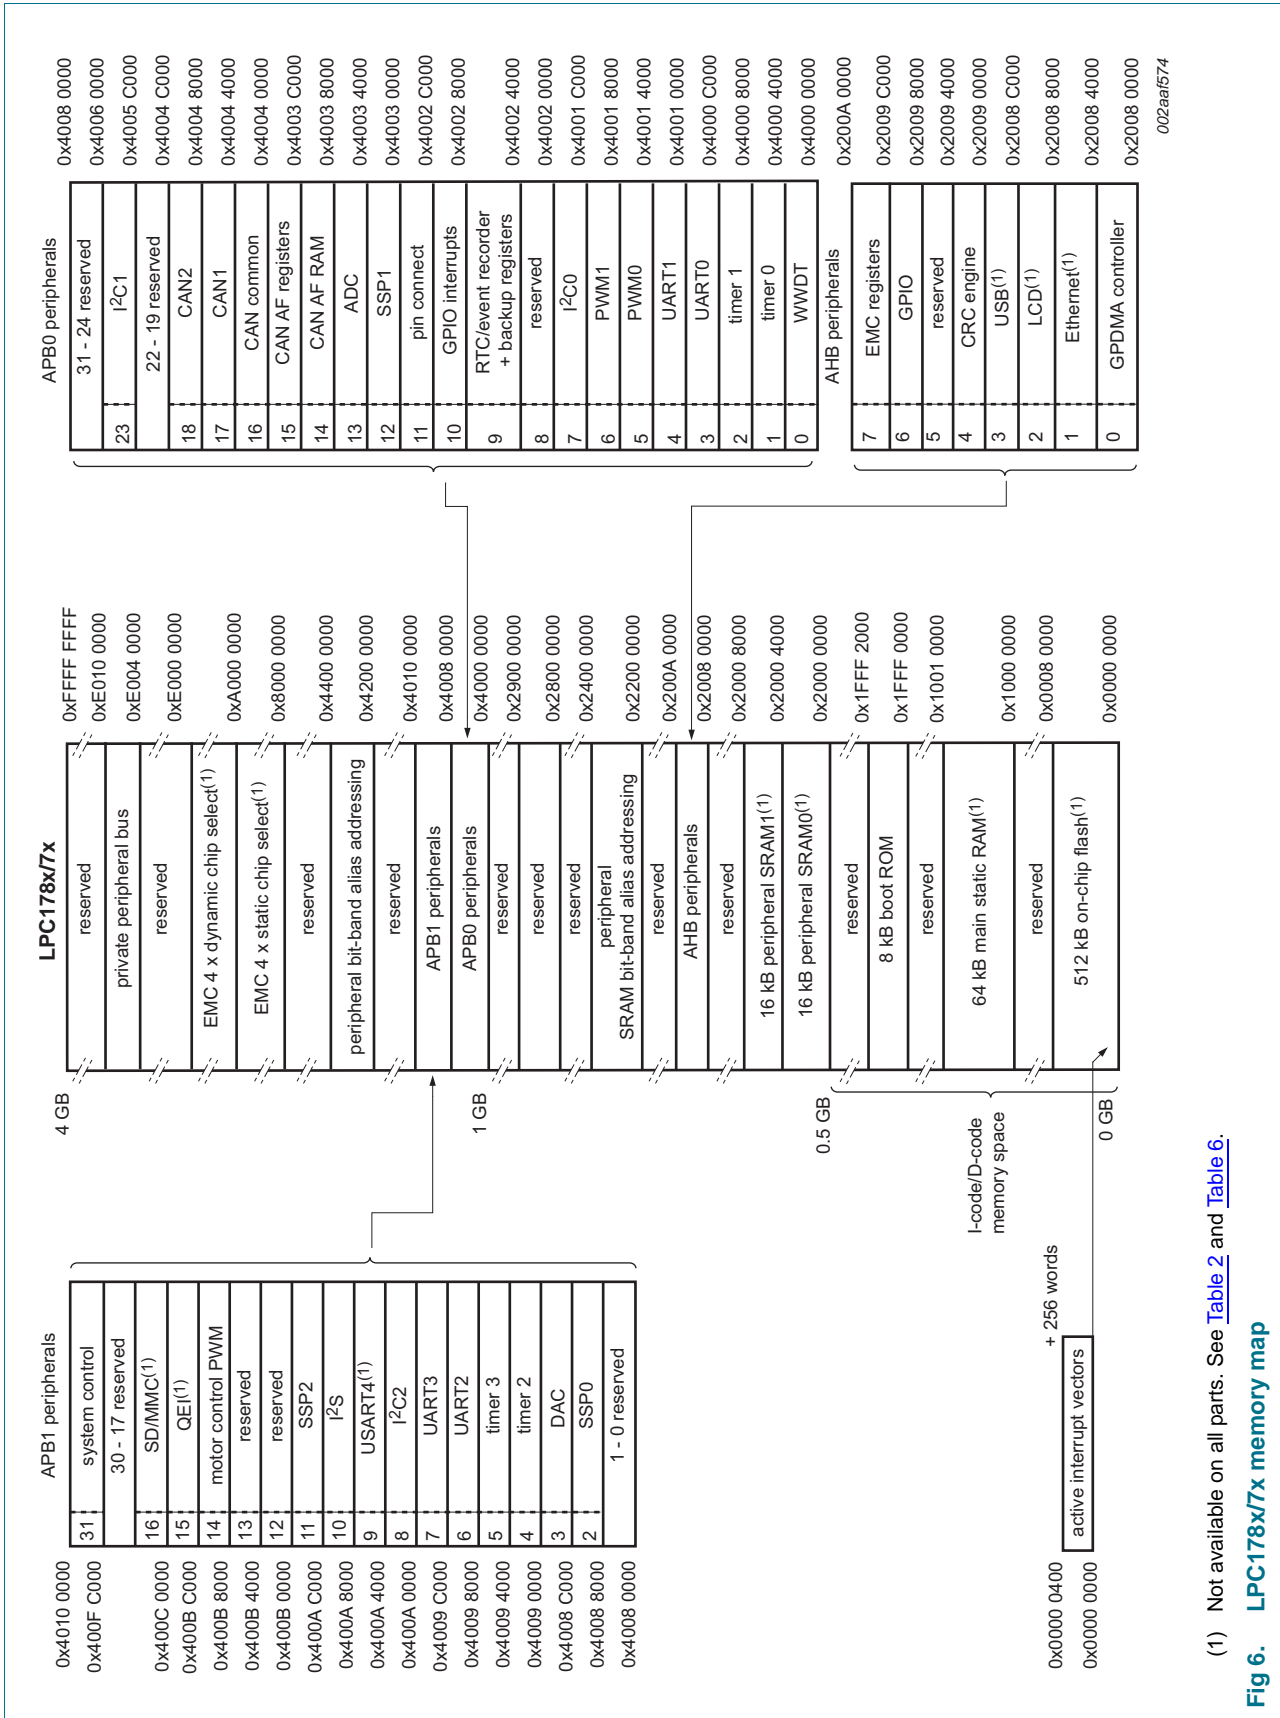 APB1 peripherals
0x4010 0000
31 system control
0x400F C000
30 - 17 reserved
0x400C 0000
16 SD/MMC(1)
0x400B C000
15 QEI(1)
0x400B 8000
14 motor control PWM
0x400B 4000
13 reserved
0x400B 0000
12 reserved
0x400A C000
11 SSP2
0x400A 8000
10 I2S
0x400A 4000
9 USART4(1)
0x400A 0000
8 I2C2
0x4009 C000
7 UART3
0x4009 8000
6 UART2
0x4009 4000
5 timer 3
0x4009 0000
4 timer 2
0x4008 C000
3 DAC
0x4008 8000
2 SSP0
0x4008 0000
1 - 0 reserved
+ 256 words
0x0000 0400
active interrupt vectors
0x0000 0000
LPC178x/7x
4 GB
1 GB
0.5 GB
I-code/D-code
memory space
0 GB
reserved
private peripheral bus
reserved
EMC 4 x dynamic chip select(1)
EMC 4 x static chip select(1)
reserved
peripheral bit-band alias addressing
reserved
APB1 peripherals
APB0 peripherals
reserved
reserved
reserved
peripheral
SRAM bit-band alias addressing
reserved
AHB peripherals
reserved
16 kB peripheral SRAM1(1)
16 kB peripheral SRAM0(1)
reserved
8 kB boot ROM
reserved
64 kB main static RAM(1)
reserved
512 kB on-chip flash(1)
0xFFFF FFFF
0xE010 0000
0xE004 0000
0xE000 0000
0xA000 0000
0x8000 0000
0x4400 0000
0x4200 0000
0x4010 0000
0x4008 0000
0x4000 0000
0x2900 0000
0x2800 0000
0x2400 0000
0x2200 0000
0x200A 0000
0x2008 0000
0x2000 8000
0x2000 4000
0x2000 0000
0x1FFF 2000
0x1FFF 0000
0x1001 0000
0x1000 0000
0x0008 0000
0x0000 0000
APB0 peripherals
31 - 24 reserved
23 I2C1
22 - 19 reserved
18 CAN2
17 CAN1
16 CAN common
15 CAN AF registers
14 CAN AF RAM
13 ADC
12 SSP1
11 pin connect
10 GPIO interrupts
9 RTC/event recorder
+ backup registers
8 reserved
7 I2C0
6 PWM1
5 PWM0
4 UART1
3 UART0
2 timer 1
1 timer 0
0 WWDT
0x4008 0000
0x4006 0000
0x4005 C000
0x4004 C000
0x4004 8000
0x4004 4000
0x4004 0000
0x4003 C000
0x4003 8000
0x4003 4000
0x4003 0000
0x4002 C000
0x4002 8000
0x4002 4000
0x4002 0000
0x4001 C000
0x4001 8000
0x4001 4000
0x4001 0000
0x4000 C000
0x4000 8000
0x4000 4000
0x4000 0000
AHB peripherals
7 EMC registers
6 GPIO
5 reserved
4 CRC engine
3 USB(1)
2 LCD(1)
1 Ethernet(1)
0 GPDMA controller
0x200A 0000
0x2009 C000
0x2009 8000
0x2009 4000
0x2009 0000
0x2008 C000
0x2008 8000
0x2008 4000
0x2008 0000
002aaf574
(1) Not available on all parts. See Table 2 and Table 6.
Fig 6. LPC178x/7x memory map